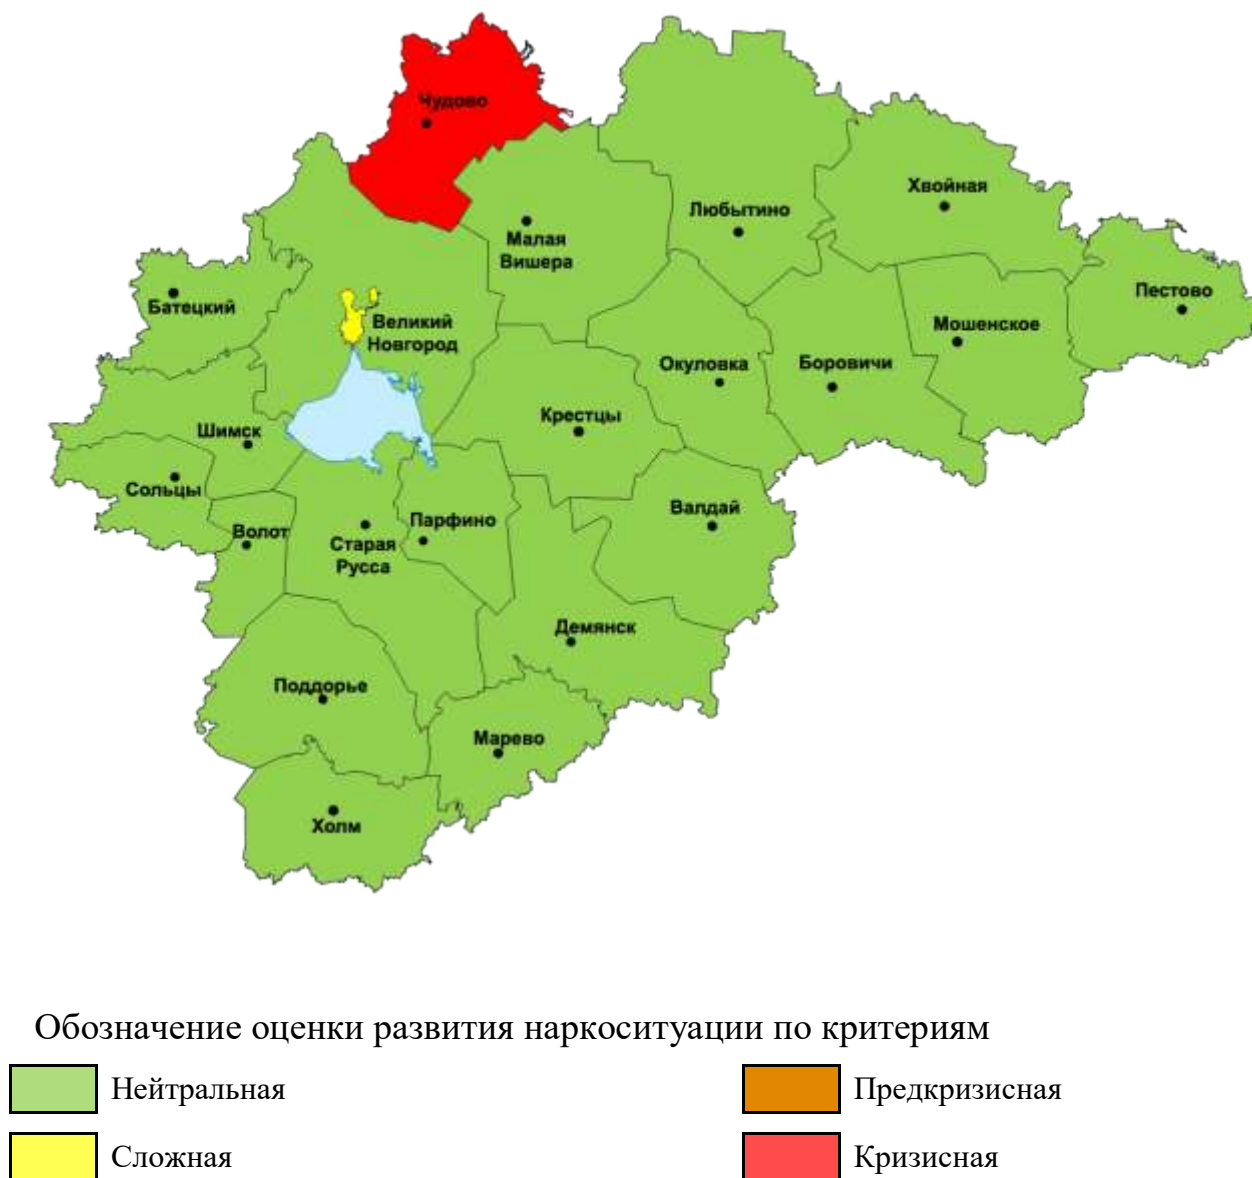 Чудово
Хвойная
Любытино
Малая
Вишера
Пестово
Батецкий
Великий
Новгород
Мошенское
Окуловка
Боровичи
Крестцы
Шимск
Сольцы
Валдай
Парфино
Волот
Старая
Русса
Демянск
Поддорье
Марево
Холм
Обозначение оценки развития наркоситуации по критериям
Нейтральная
Предкризисная
Сложная
Кризисная